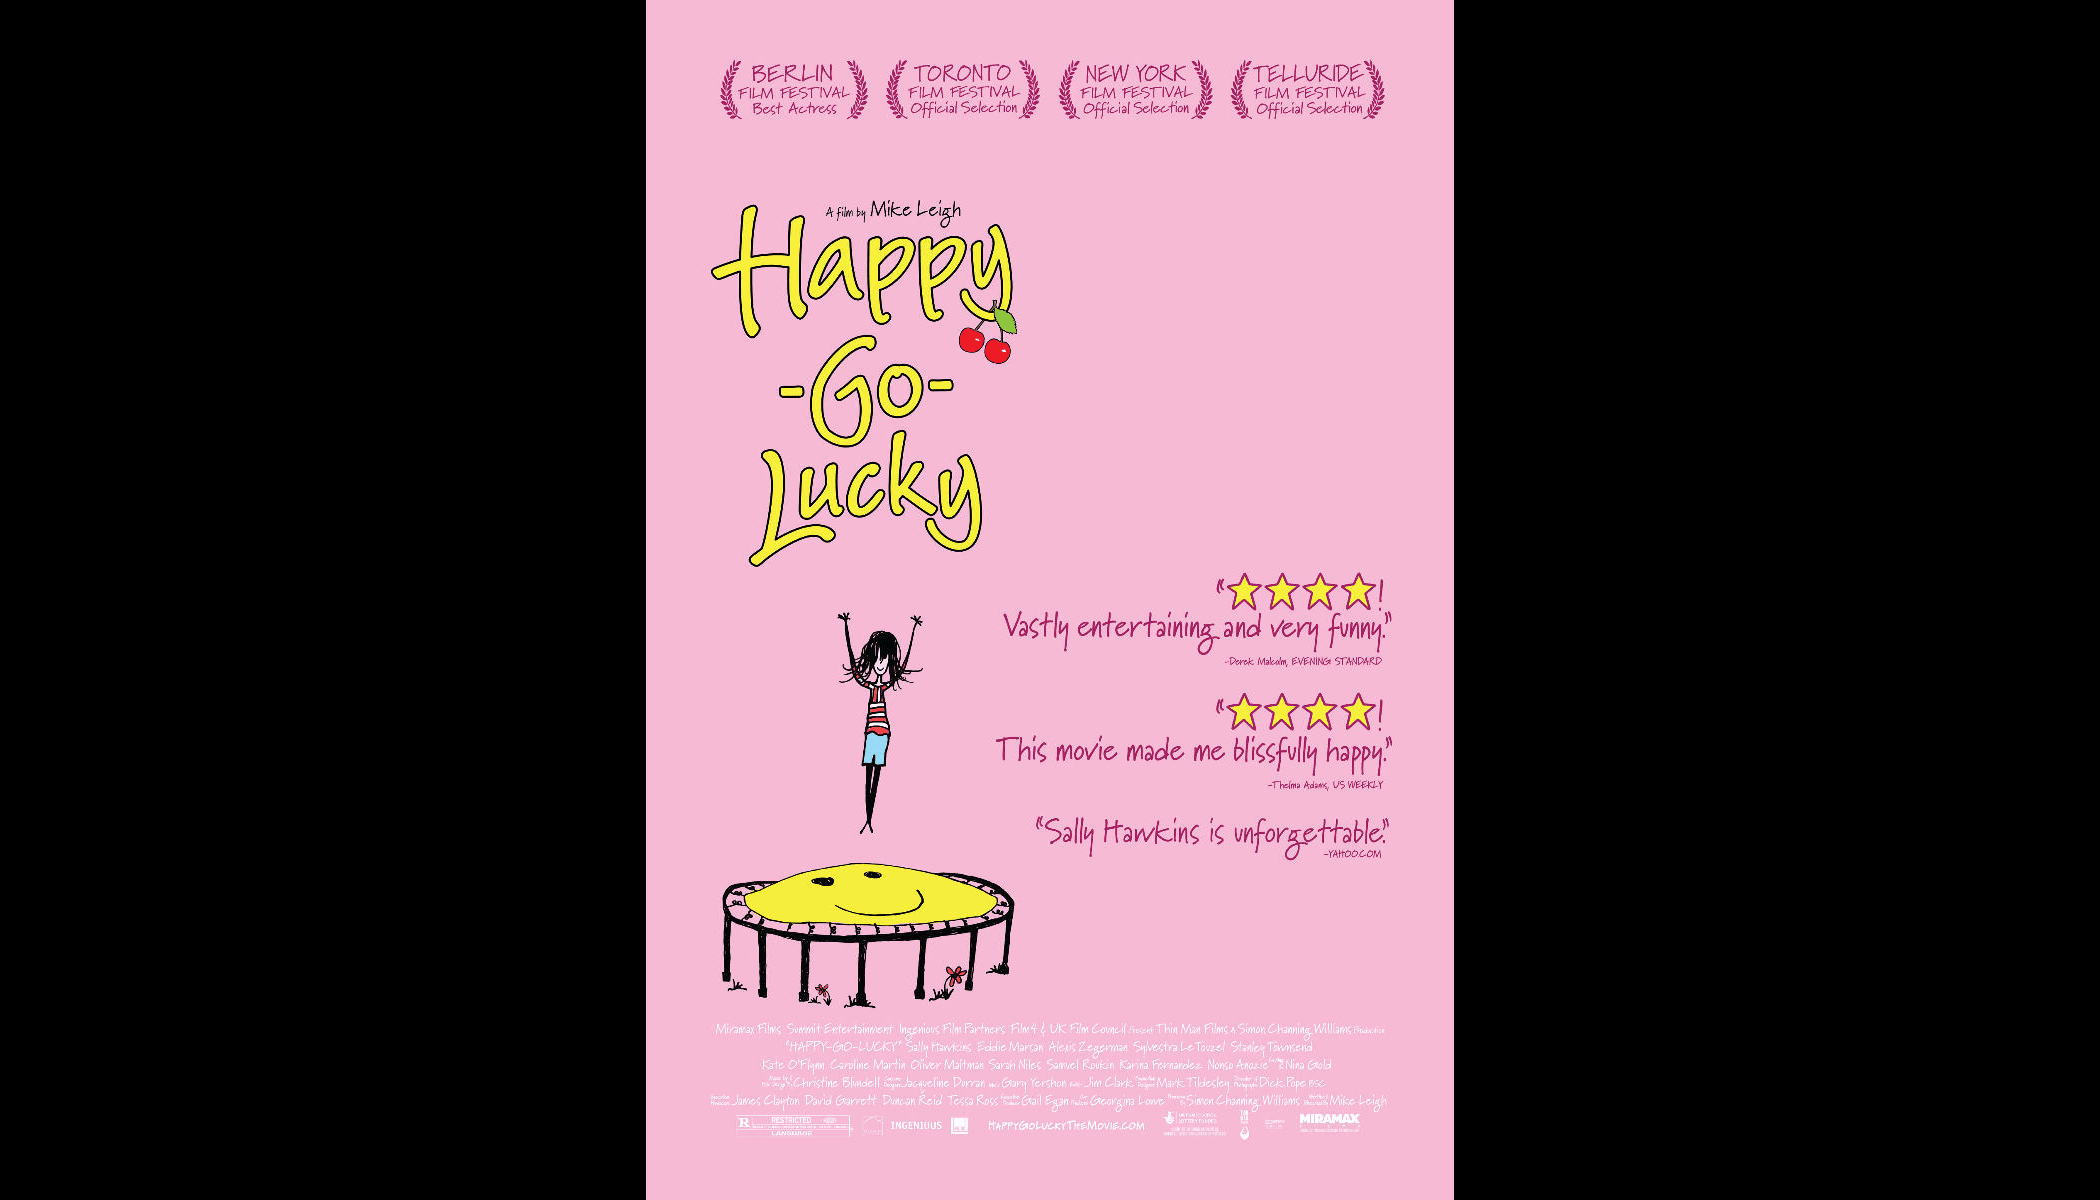 BERLIN
FILM FESTIVAL
Best Actress
TORONTO
FILM FESTIVAL
Official Selection
NEW YORK
FILM FESTIVAL
Official Selection
TELLURIDE
FILM FESTIVAL
Official Selection
A film by Mike Leigh
Happy
-Go-
Lucky
"★★★★!
Vastly entertaining and very funny."
-Derek Malcolm, EVENING STANDARD
"★★★★!
This movie made me blissfully happy."
-Thelma Adams, US WEEKLY
"Sally Hawkins is unforgettable."
-YAHOO.COM
Miramax Films Summit Entertainment Ingenious Film Partners Film4 & UK Film Council Present Thin Man Films A Simon Channing Williams Production
"HAPPY-GO-LUCKY" Sally Hawkins Eddie Marsan Alexis Zegerman Sylvestra Le Touzel Stanley Townsend
Kate O'Flynn Caroline Martin Oliver Maltman Sarah Niles Samuel Roukin Karina Fernandez Nonso Anozie Nina Gold
Christine Blundell Jacqueline Durran Gary Yershon Jim Clark Mark Tildesley Dick Pope BSC
James Clayton David Garrett Duncan Reid Tessa Ross Gail Egan Georgina Lowe Simon Channing Williams Mike Leigh
R RESTRICTED
LANGUAGE
INGENIOUS
HAPPYGOLUCKYTHEMOVIE.COM
MIRAMAX